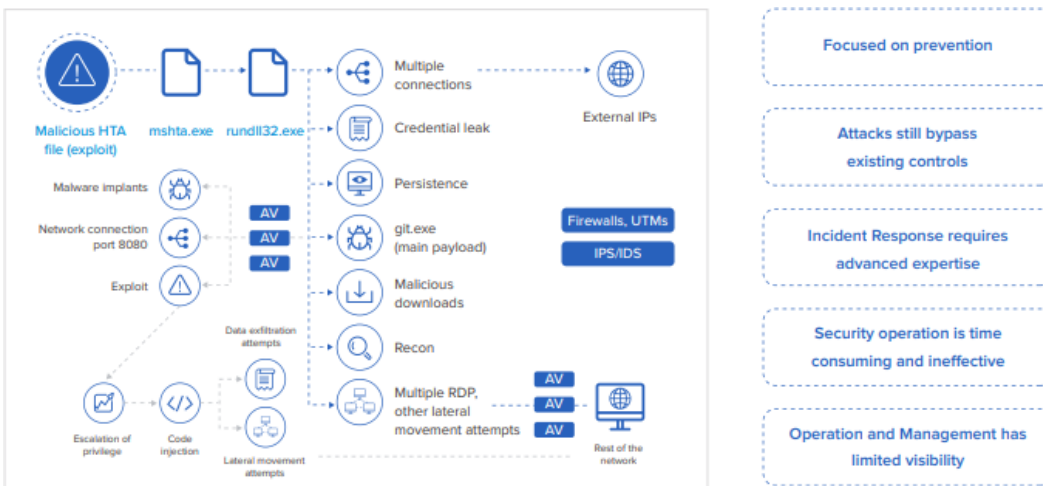 Malicious HTA
file (exploit)
mshta.exe
rundll32.exe
Multiple
connections
External IPs
Credential leak
Persistence
git.exe
(main payload)
Malicious
downloads
Recon
Multiple RDP,
other lateral
movement attempts
Firewalls, UTMs
IPS/IDS
AV
AV
AV
Rest of the
network
Malware implants
Network connection
port 8080
Exploit
AV
AV
AV
Escalation of
privilege
Code
injection
Data exfiltration
attempts
Lateral movement
attempts
Focused on prevention
Attacks still bypass
existing controls
Incident Response requires
advanced expertise
Security operation is time
consuming and ineffective
Operation and Management has
limited visibility